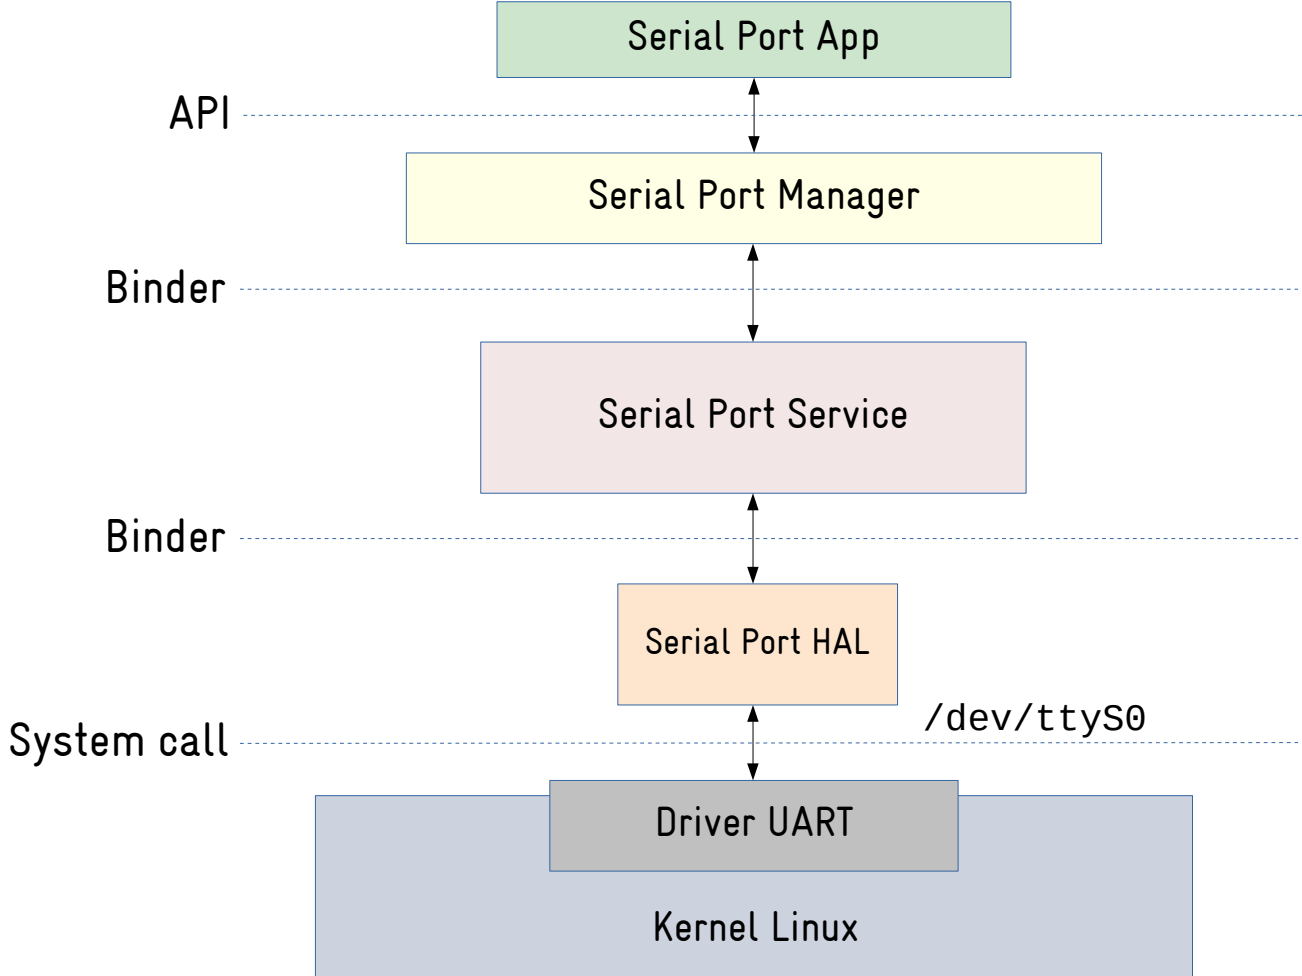 Serial Port App
API
Serial Port Manager
Binder
Serial Port Service
Binder
Serial Port HAL
/dev/ttyS0
System call
Driver UART
Kernel Linux